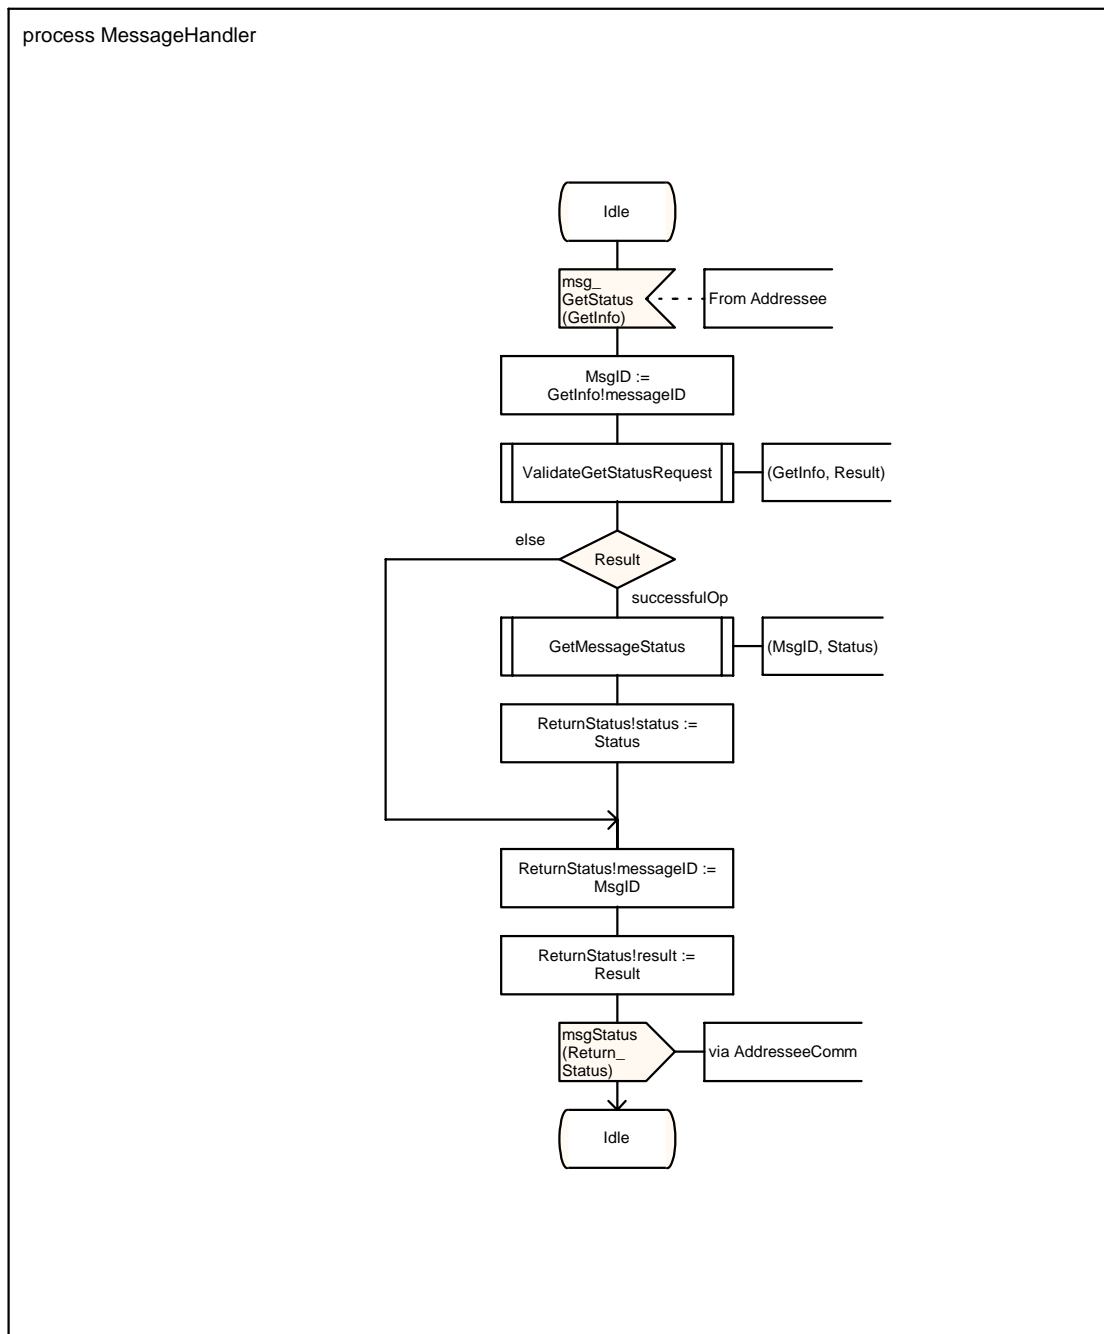 process MessageHandler
Idle
msg_
GetStatus
(GetInfo)
From Addressee
MsgID :=
GetInfo!messageID
ValidateGetStatusRequest
(GetInfo, Result)
else
Result
successfulOp
GetMessageStatus
(MsgID, Status)
ReturnStatus!status :=
Status
ReturnStatus!messageID :=
MsgID
ReturnStatus!result :=
Result
msgStatus
(Return_
Status)
via AddresseeComm
Idle